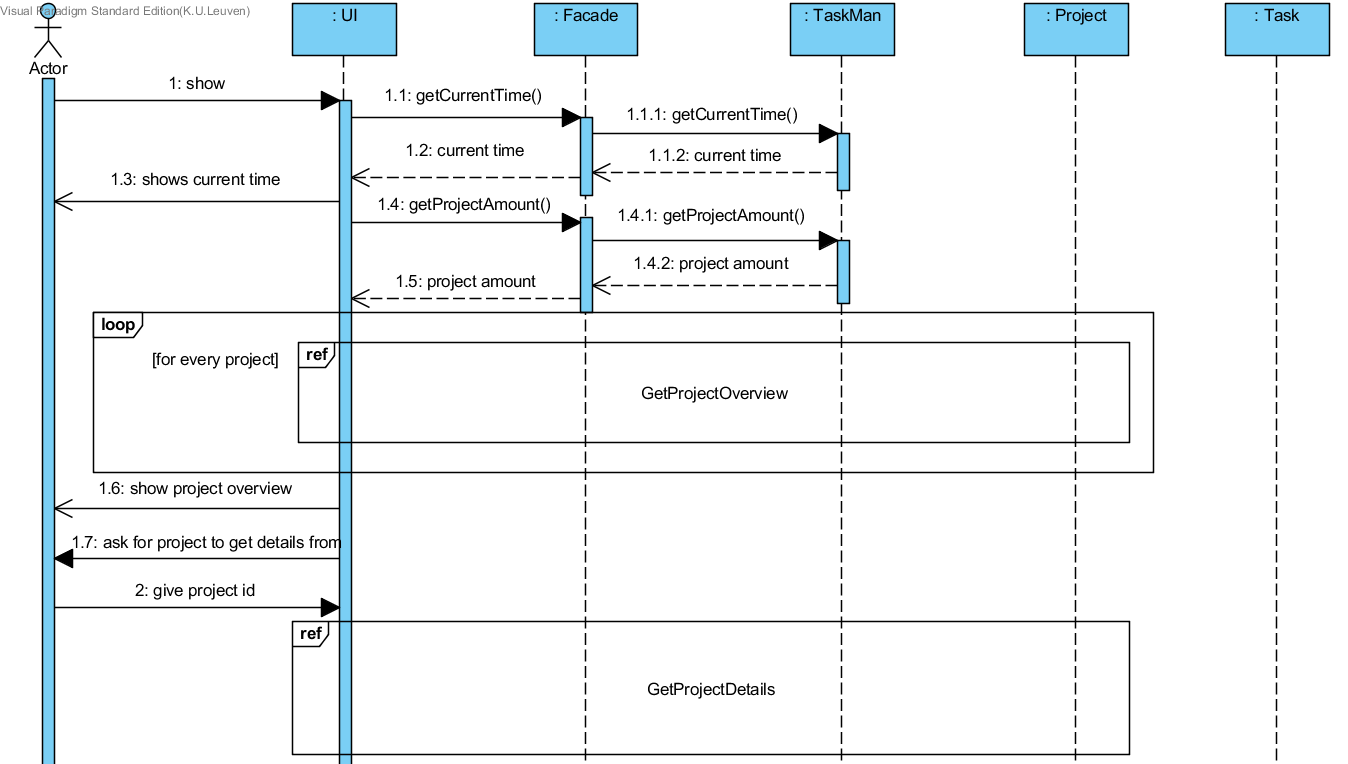 Visual Paradigm Standard Edition(K.U.Leuven)
: UI
: Facade
: TaskMan
: Project
: Task
Actor
1: show
1.1: getCurrentTime()
1.1.1: getCurrentTime()
1.2: current time
1.1.2: current time
1.3: shows current time
1.4: getProjectAmount()
1.4.1: getProjectAmount()
1.4.2: project amount
1.5: project amount
loop
[for every project]
ref
GetProjectOverview
1.6: show project overview
1.7: ask for project to get details from
2: give project id
ref
GetProjectDetails